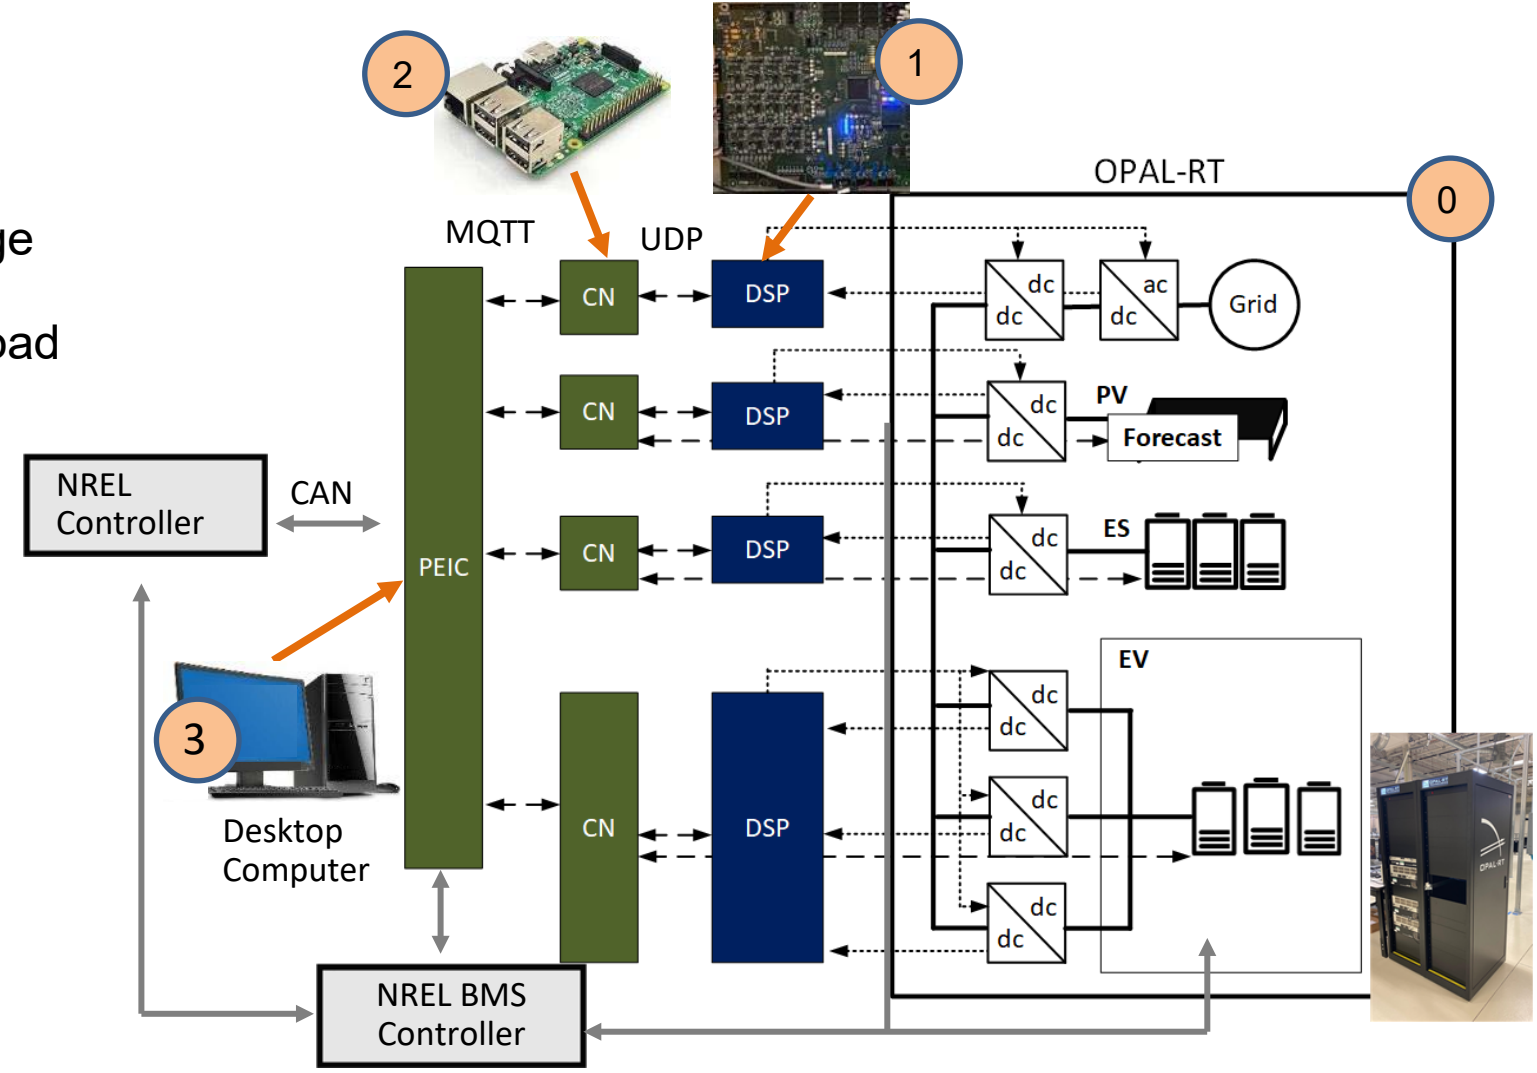 2
1
OPAL-RT
0
ge
oad
MQTT
UDP
CN
DSP
dc
dc
ac
dc
Grid
CN
DSP
dc
dc
PV
Forecast
NREL
Controller
CAN
PEIC
CN
DSP
dc
dc
ES
3
Desktop
Computer
CN
DSP
dc
dc
dc
dc
dc
dc
EV
OPAL-RT
NREL BMS
Controller